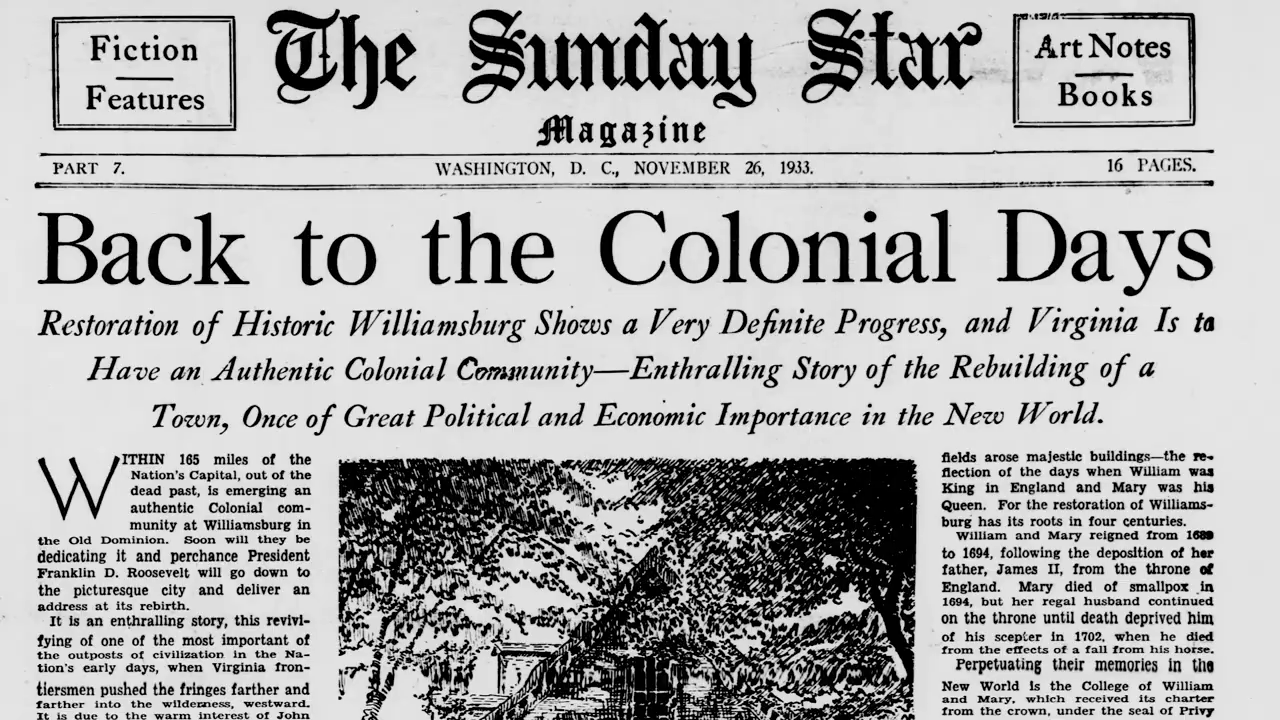 Fiction
Features
The Sunday Star
Magazine
Art Notes
Books
PART 7.
WASHINGTON, D. C., NOVEMBER 26, 1933.
16 PAGES.
Back to the Colonial Days
Restoration of Historic Williamsburg Shows a Very Definite Progress, and Virginia Is to
Have an Authentic Colonial Community—Enthralling Story of the Rebuilding of a
Town, Once of Great Political and Economic Importance in the New World.
WITHIN 165 miles of the
Nation's Capital, out of the
dead past, is emerging an
authentic Colonial com-
munity at Williamsburg in
the Old Dominion. Soon will they be
dedicating it and perchance President
Franklin D. Roosevelt will go down to
the picturesque city and deliver an
address at its rebirth.
It is an enthralling story, this revivi-
fying of one of the most important of
the outposts of civilization in the Na-
tion's early days, when Virginia fron-
tiersmen pushed the fringes farther and
farther into the wilderness, westward.
It is due to the warm interest of John
fields arose majestic buildings—the re-
flection of the days when William was
King in England and Mary was his
Queen. For the restoration of Williams-
burg has its roots in four centuries.
William and Mary reigned from 1689
to 1694, following the deposition of her
father, James II, from the throne of
England. Mary died of smallpox in
1694, but her regal husband continued
on the throne until death deprived him
of his scepter in 1702, when he died
from the effects of a fall from his horse.
Perpetuating their memories in the
New World is the College of William
and Mary, which received its charter
from the crown, under the seal of Privy